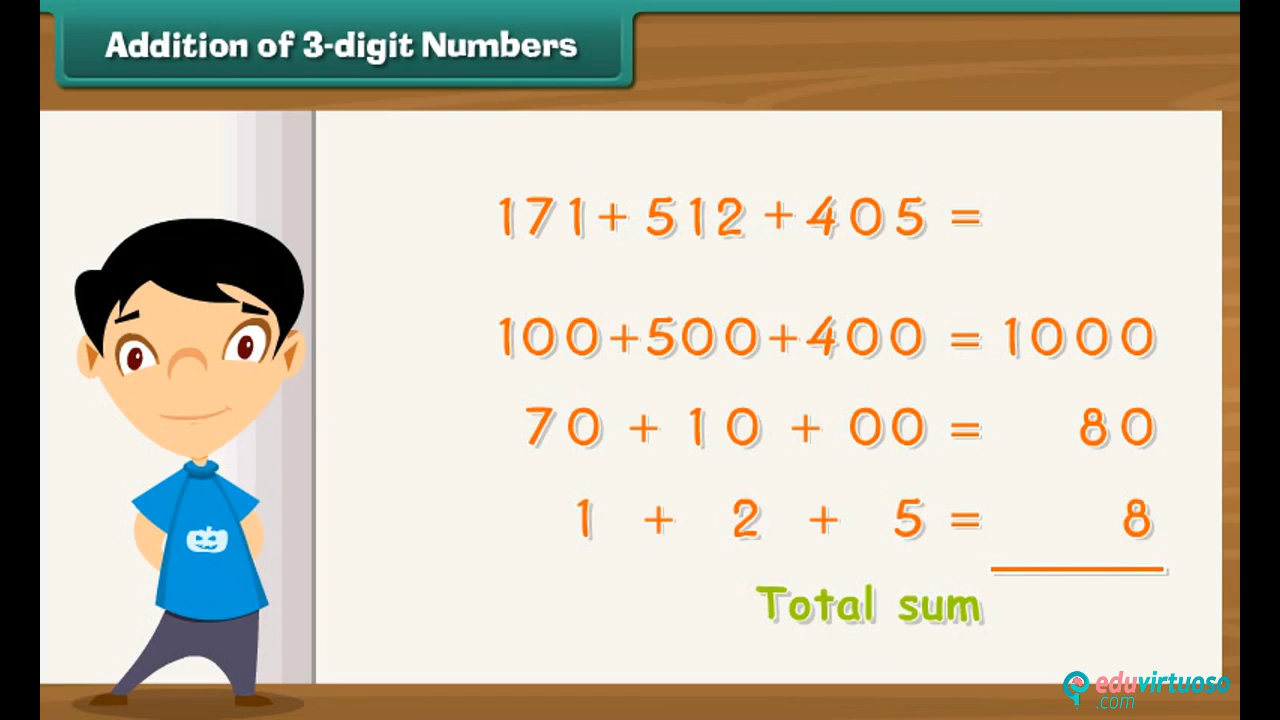 Addition of 3-digit Numbers
171+ 512 +405 =
100+500+400 = 1000
70 + 10 + 00 = 80
1 + 2 + 5 = 8
Total sum
eduvirtuoso
.com